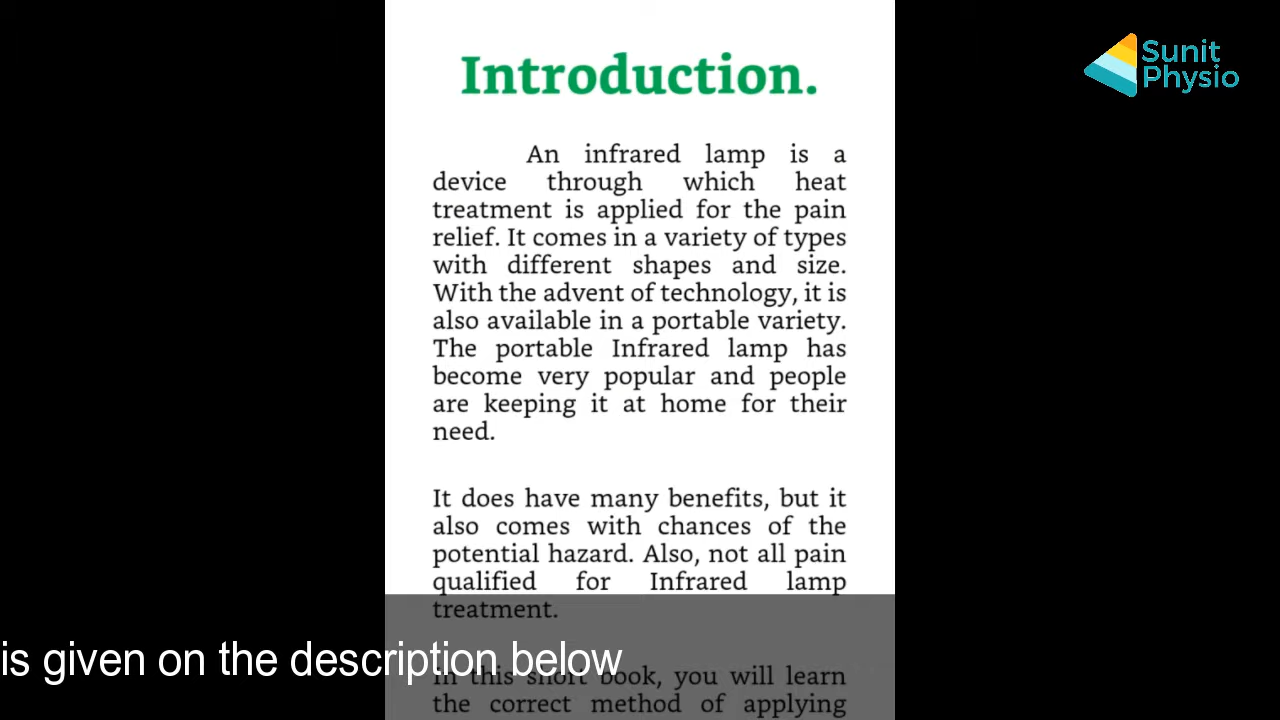 Introduction.
Sunit
Physio
An infrared lamp is a
device through which heat
treatment is applied for the pain
relief. It comes in a variety of types
with different shapes and size.
With the advent of technology, it is
also available in a portable variety.
The portable Infrared lamp has
become very popular and people
are keeping it at home for their
need.
It does have many benefits, but it
also comes with chances of the
potential hazard. Also, not all pain
qualified for Infrared lamp
treatment.
is given on the description below
In this short book, you will learn
the correct method of applying